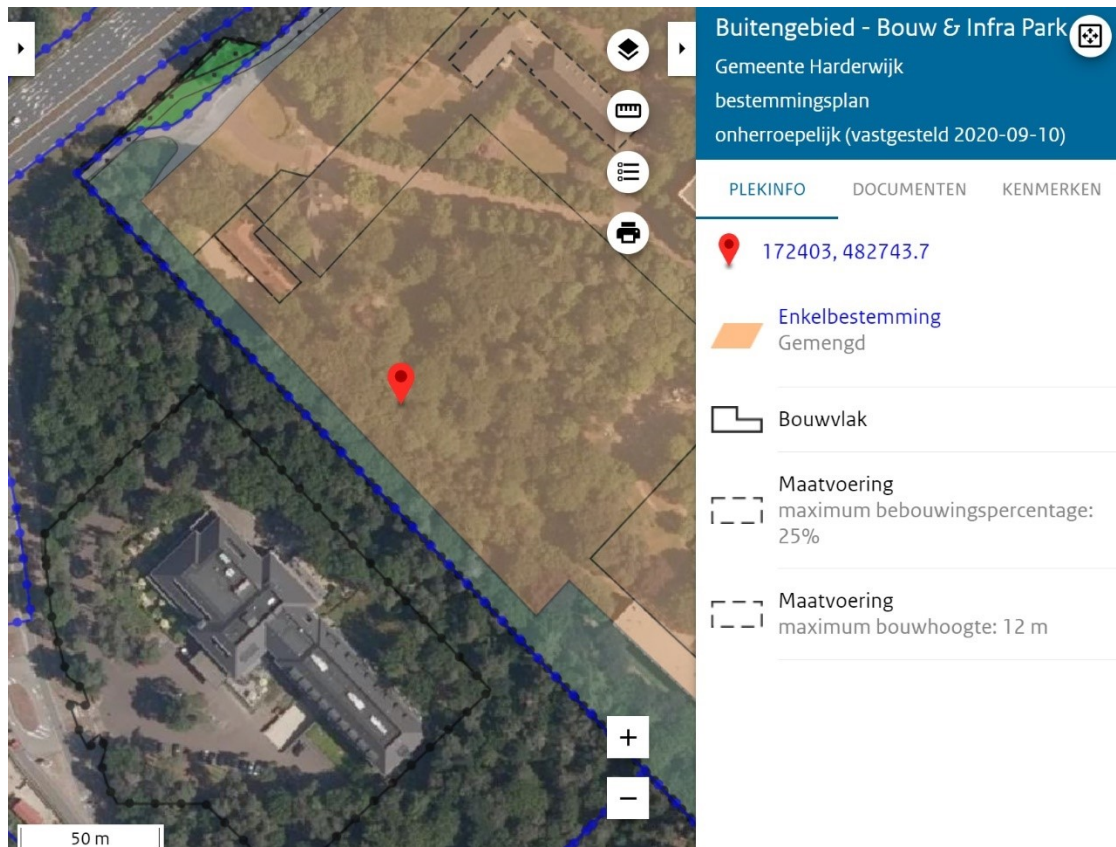 Buitengebied - Bouw & Infra Park
Gemeente Harderwijk
bestemmingsplan
onherroepelijk (vastgesteld 2020-09-10)
PLEKINFO DOCUMENTEN KENMERKEN
172403, 482743.7
Enkelbestemming
Gemengd
Bouwvlak
Maatvoering
maximum bebouwingspercentage:
25%
Maatvoering
maximum bouwhoogte: 12 m
+
−
50 m